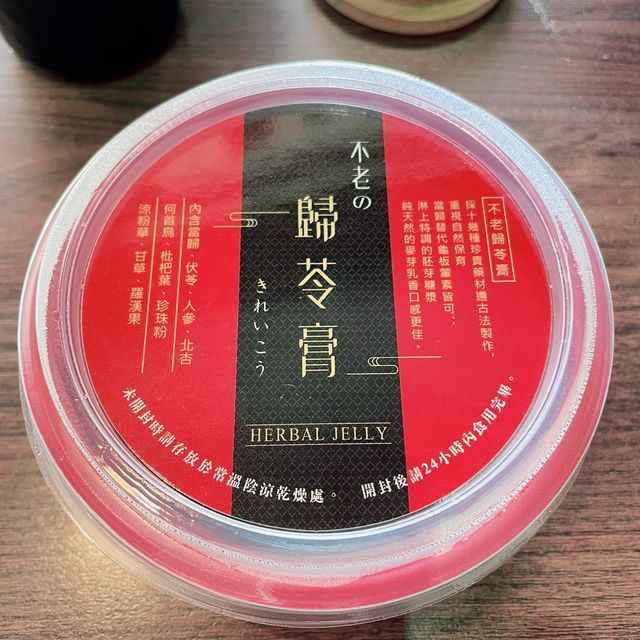 不老の
歸苓膏
きれいこう
HERBAL JELLY
不老歸苓膏
採十幾種珍貴藥材遵古法製作，
重視自然保育，
當歸替代龜板葷素皆可；
淋上特調的胚芽糖漿
純天然的麥芽乳香口感更佳。
內含當歸、伏苓、人參、北杏
何首烏、枇杷葉、珍珠粉
涼粉草、甘草、羅漢果
未開封時請存放於常溫陰涼乾燥處。 開封後請24小時內食用完畢。